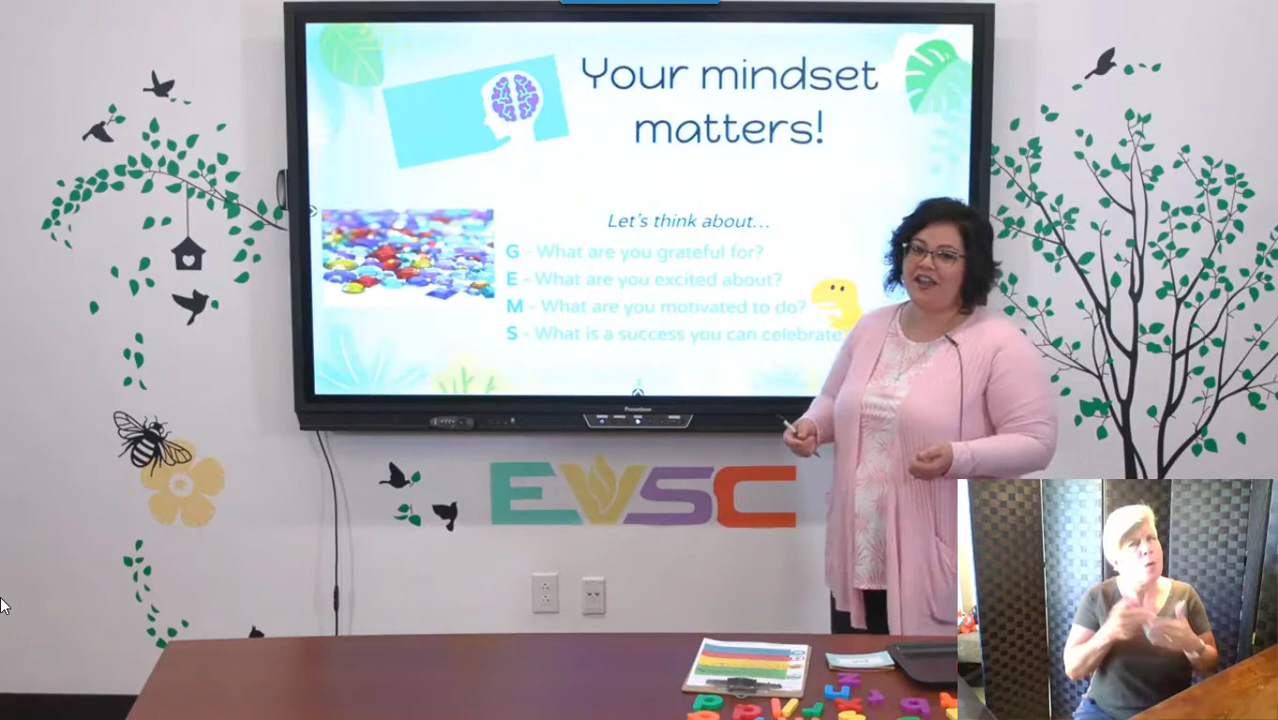 Your mindset
matters!
Let's think about...
G - What are you grateful for?
E - What are you excited about?
M - What are you motivated to do?
S - What is a success you can celebrate
Promethean
EVSC